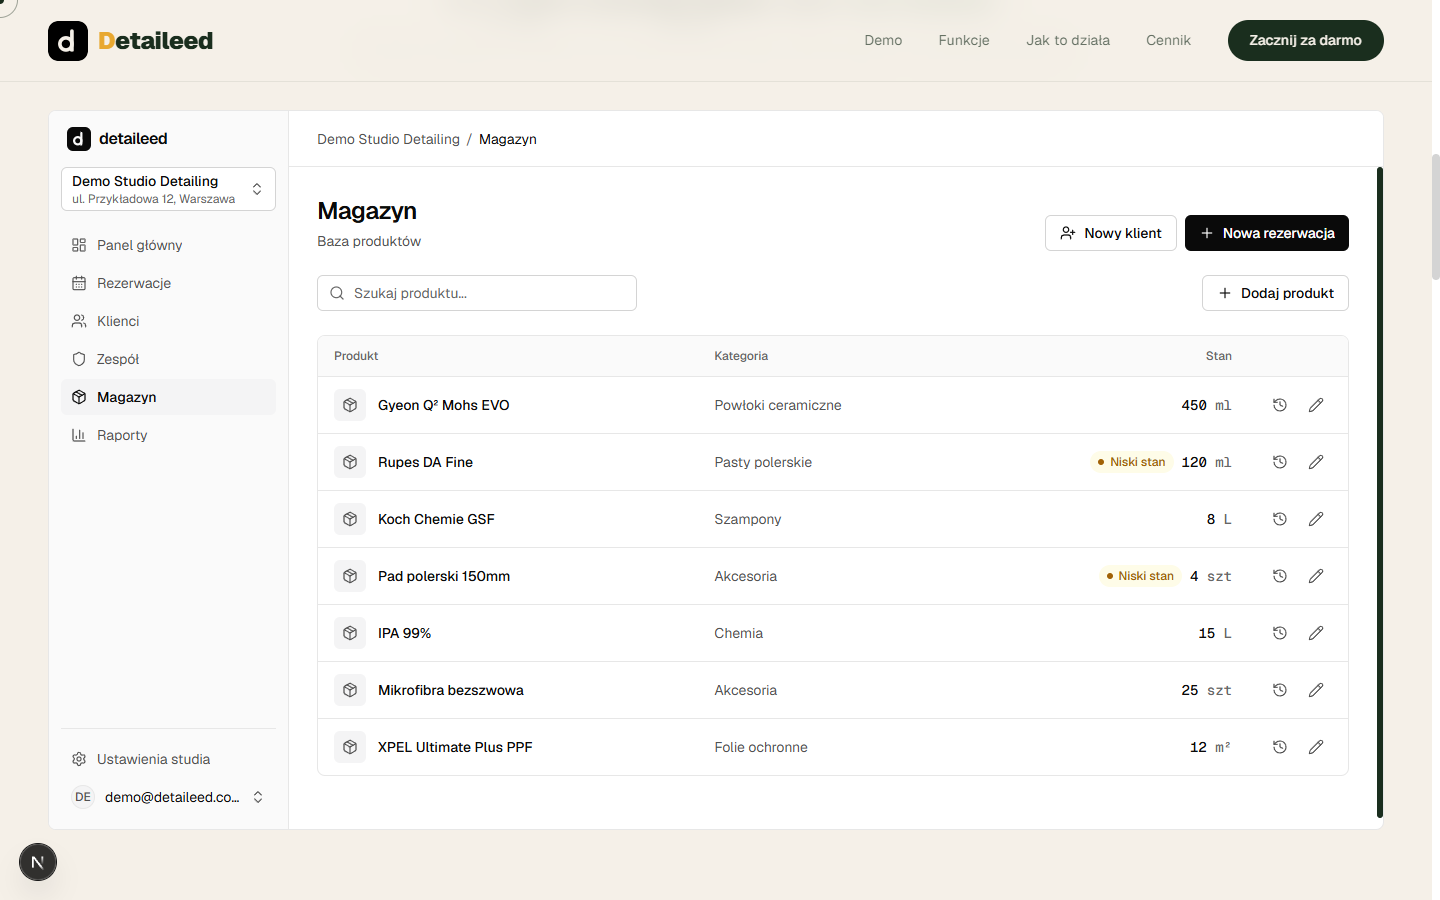 d Detaileed
Demo
Funkcje
Jak to działa
Cennik
Zacznij za darmo
d detaileed
Demo Studio Detailing
ul. Przykładowa 12, Warszawa
Panel główny
Rezerwacje
Klienci
Zespół
Magazyn
Raporty
Ustawienia studia
DE demo@detaileed.co...
Demo Studio Detailing / Magazyn
Magazyn
Baza produktów
Nowy klient
+ Nowa rezerwacja
Szukaj produktu...
+ Dodaj produkt
Produkt Kategoria Stan
Gyeon Q² Mohs EVO Powłoki ceramiczne 450 ml
Rupes DA Fine Pasty polerskie Niski stan 120 ml
Koch Chemie GSF Szampony 8 L
Pad polerski 150mm Akcesoria Niski stan 4 szt
IPA 99% Chemia 15 L
Mikrofibra bezszwowa Akcesoria 25 szt
XPEL Ultimate Plus PPF Folie ochronne 12 m²
N